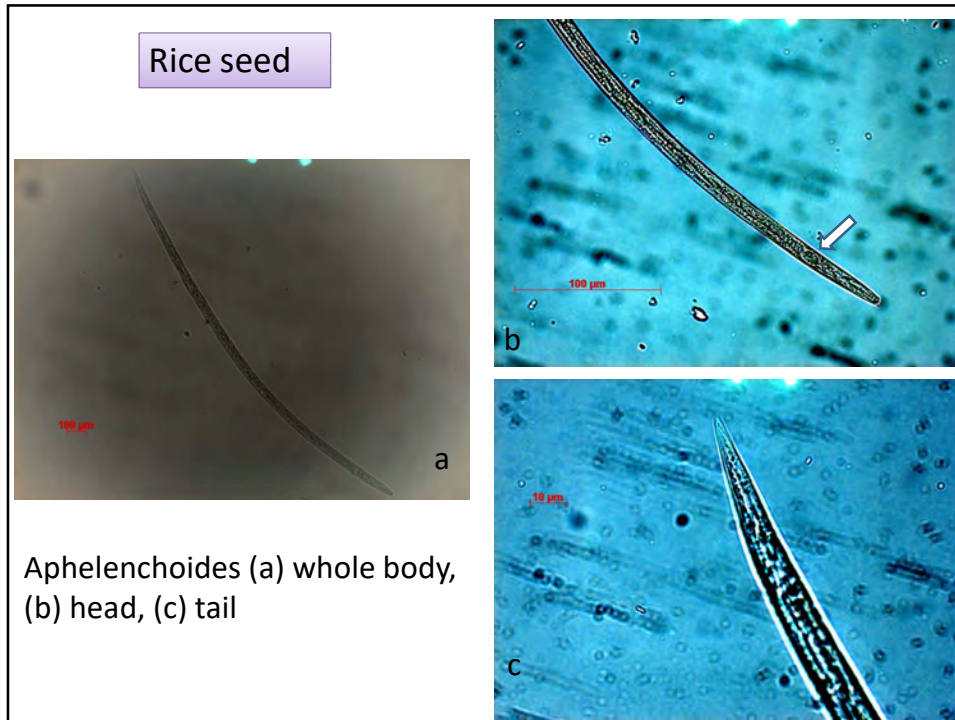 Rice seed
100 µm
a
100 µm
b
10 µm
c
Aphelenchoides (a) whole body,
(b) head, (c) tail